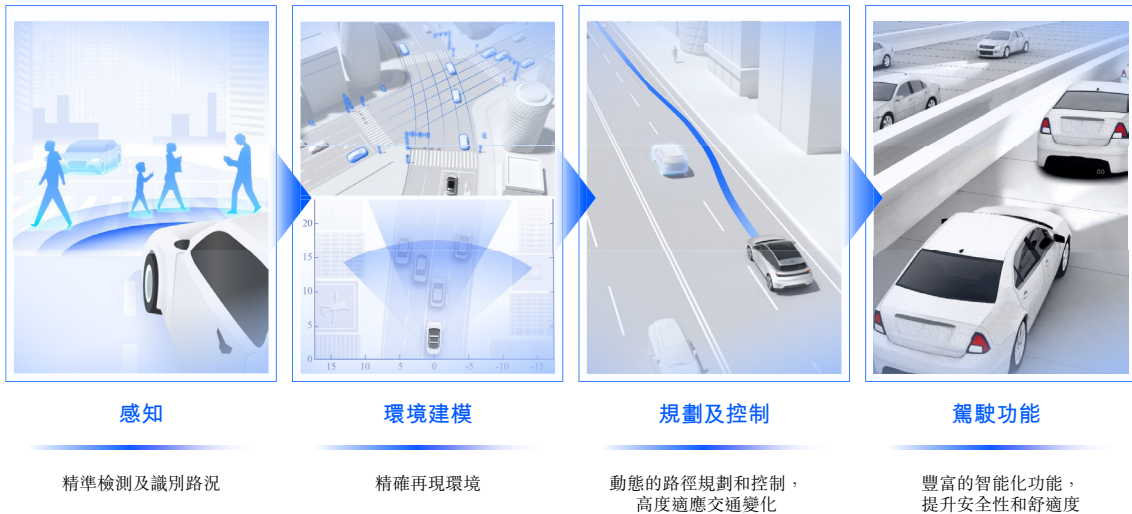 25
20
15
10
5
0
15
10
5
0
-5
-10
-15
感知
精準檢測及識別路況
環境建模
精確再現環境
規劃及控制
動態的路徑規劃和控制，
高度適應交通變化
駕駛功能
豐富的智能化功能，
提升安全性和舒適度